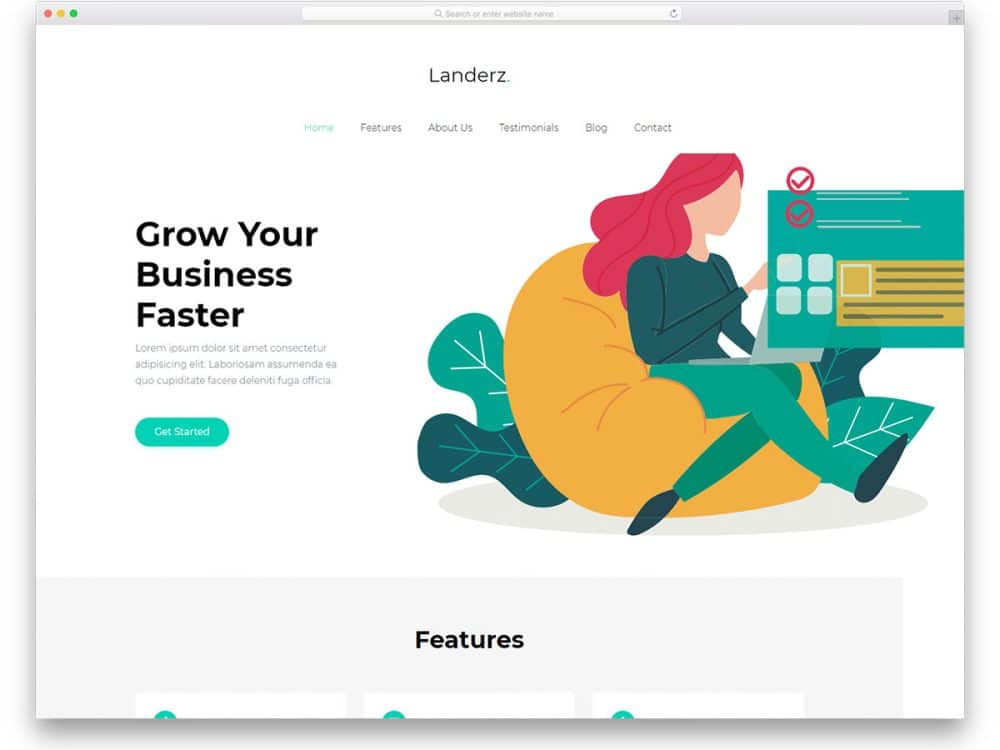 Search or enter website name
Landerz.
Home Features About Us Testimonials Blog Contact
Grow Your
Business
Faster
Lorem ipsum dolor sit amet consectetur
adipisicing elit. Laboriosam assumenda ea
quo cupiditate facere deleniti fuga officia.
Get Started
Features